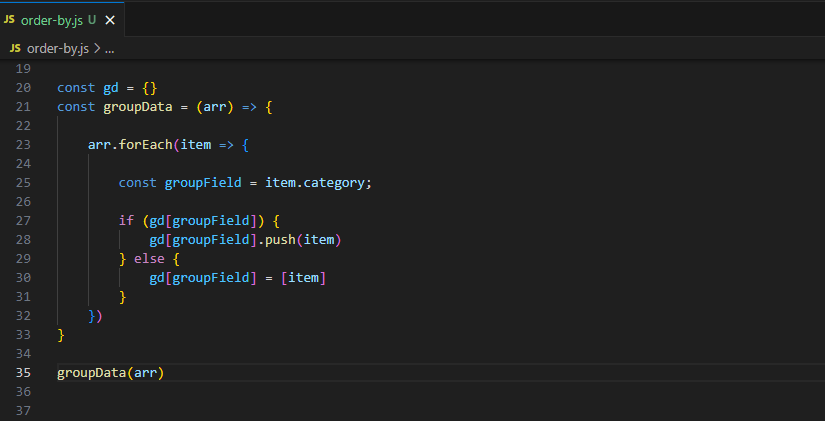 JS order-by.js U ×
JS order-by.js > ...
19
20 const gd = {}
21 const groupData = (arr) => {
22
23     arr.forEach(item => {
24
25         const groupField = item.category;
26
27         if (gd[groupField]) {
28             gd[groupField].push(item)
29         } else {
30             gd[groupField] = [item]
31         }
32     })
33 }
34
35 groupData(arr)
36
37